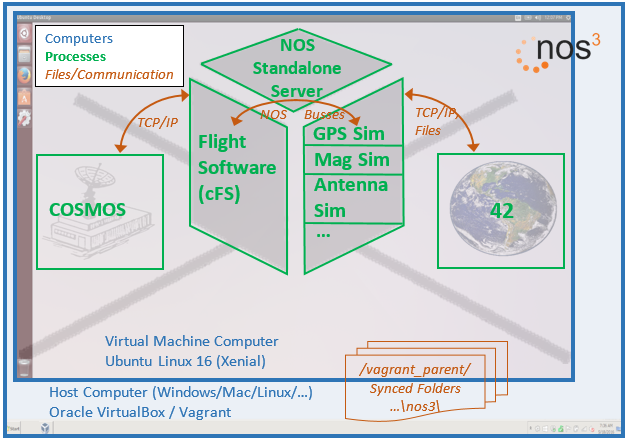 Ubuntu Desktop
Computers
Processes
Files/Communication
NOS
Standalone
Server
nos3
TCP/IP
NOS Busses
TCP/IP,
Files
Flight
Software
(cFS)
GPS Sim
Mag Sim
Antenna
Sim
...
COSMOS
42
Virtual Machine Computer
Ubuntu Linux 16 (Xenial)
/vagrant_parent/
Synced Folders
...\nos3\
Host Computer (Windows/Mac/Linux/...)
Oracle VirtualBox / Vagrant